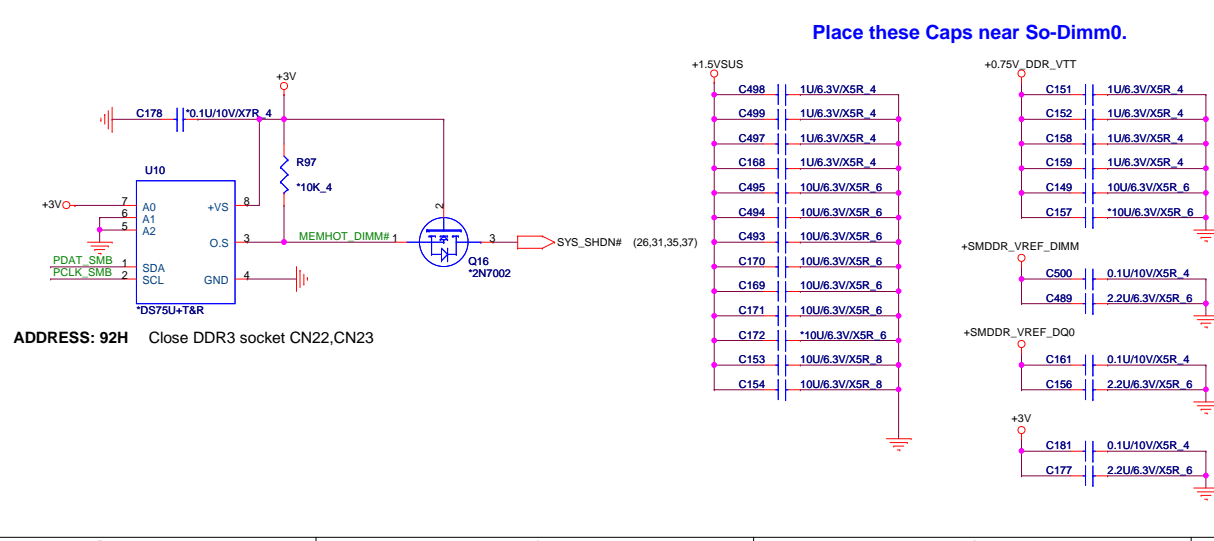 Place these Caps near So-Dimm0.
+3V
C178 *0.1U/10V/X7R_4
R97
*10K_4
U10
+3V
7 A0
6 A1
5 A2
+VS 8
O.S 3
GND 4
PDAT_SMB 1 SDA
PCLK_SMB 2 SCL
*DS75U+T&R
MEMHOT_DIMM# 1
2
3
Q16
*2N7002
SYS_SHDN# (26,31,35,37)
ADDRESS: 92H Close DDR3 socket CN22,CN23
+1.5VSUS
C498 1U/6.3V/X5R_4
C499 1U/6.3V/X5R_4
C497 1U/6.3V/X5R_4
C168 1U/6.3V/X5R_4
C495 10U/6.3V/X5R_6
C494 10U/6.3V/X5R_6
C493 10U/6.3V/X5R_6
C170 10U/6.3V/X5R_6
C169 10U/6.3V/X5R_6
C171 10U/6.3V/X5R_6
C172 *10U/6.3V/X5R_6
C153 10U/6.3V/X5R_8
C154 10U/6.3V/X5R_8
+0.75V_DDR_VTT
C151 1U/6.3V/X5R_4
C152 1U/6.3V/X5R_4
C158 1U/6.3V/X5R_4
C159 1U/6.3V/X5R_4
C149 10U/6.3V/X5R_6
C157 *10U/6.3V/X5R_6
+SMDDR_VREF_DIMM
C500 0.1U/10V/X5R_4
C489 2.2U/6.3V/X5R_6
+SMDDR_VREF_DQ0
C161 0.1U/10V/X5R_4
C156 2.2U/6.3V/X5R_6
+3V
C181 0.1U/10V/X5R_4
C177 2.2U/6.3V/X5R_6